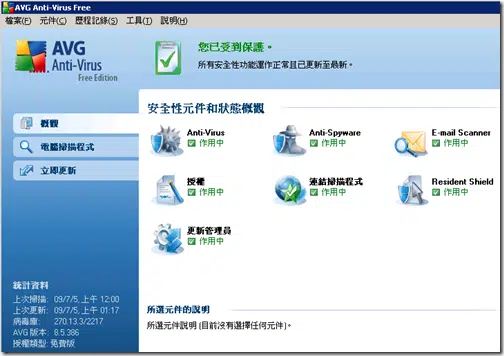 AVG Anti-Virus Free
檔案(F) 元件(C) 歷程記錄(S) 工具(T) 說明(H)
AVG
Anti-Virus
Free Edition
您已受到保護。
所有安全性功能運作正常且已更新至最新。
概觀
電腦掃描程式
立即更新
安全性元件和狀態概觀
Anti-Virus
作用中
Anti-Spyware
作用中
E-mail Scanner
作用中
授權
作用中
連結掃描程式
作用中
Resident Shield
作用中
更新管理員
作用中
統計資料
上次掃描: 09/7/5, 上午 12:00
上次更新: 09/7/5, 上午 01:17
病毒庫: 270.13.3/2217
AVG 版本: 8.5.386
授權類型: 免費版
所選元件的說明
所選元件說明 (目前沒有選擇任何元件)。